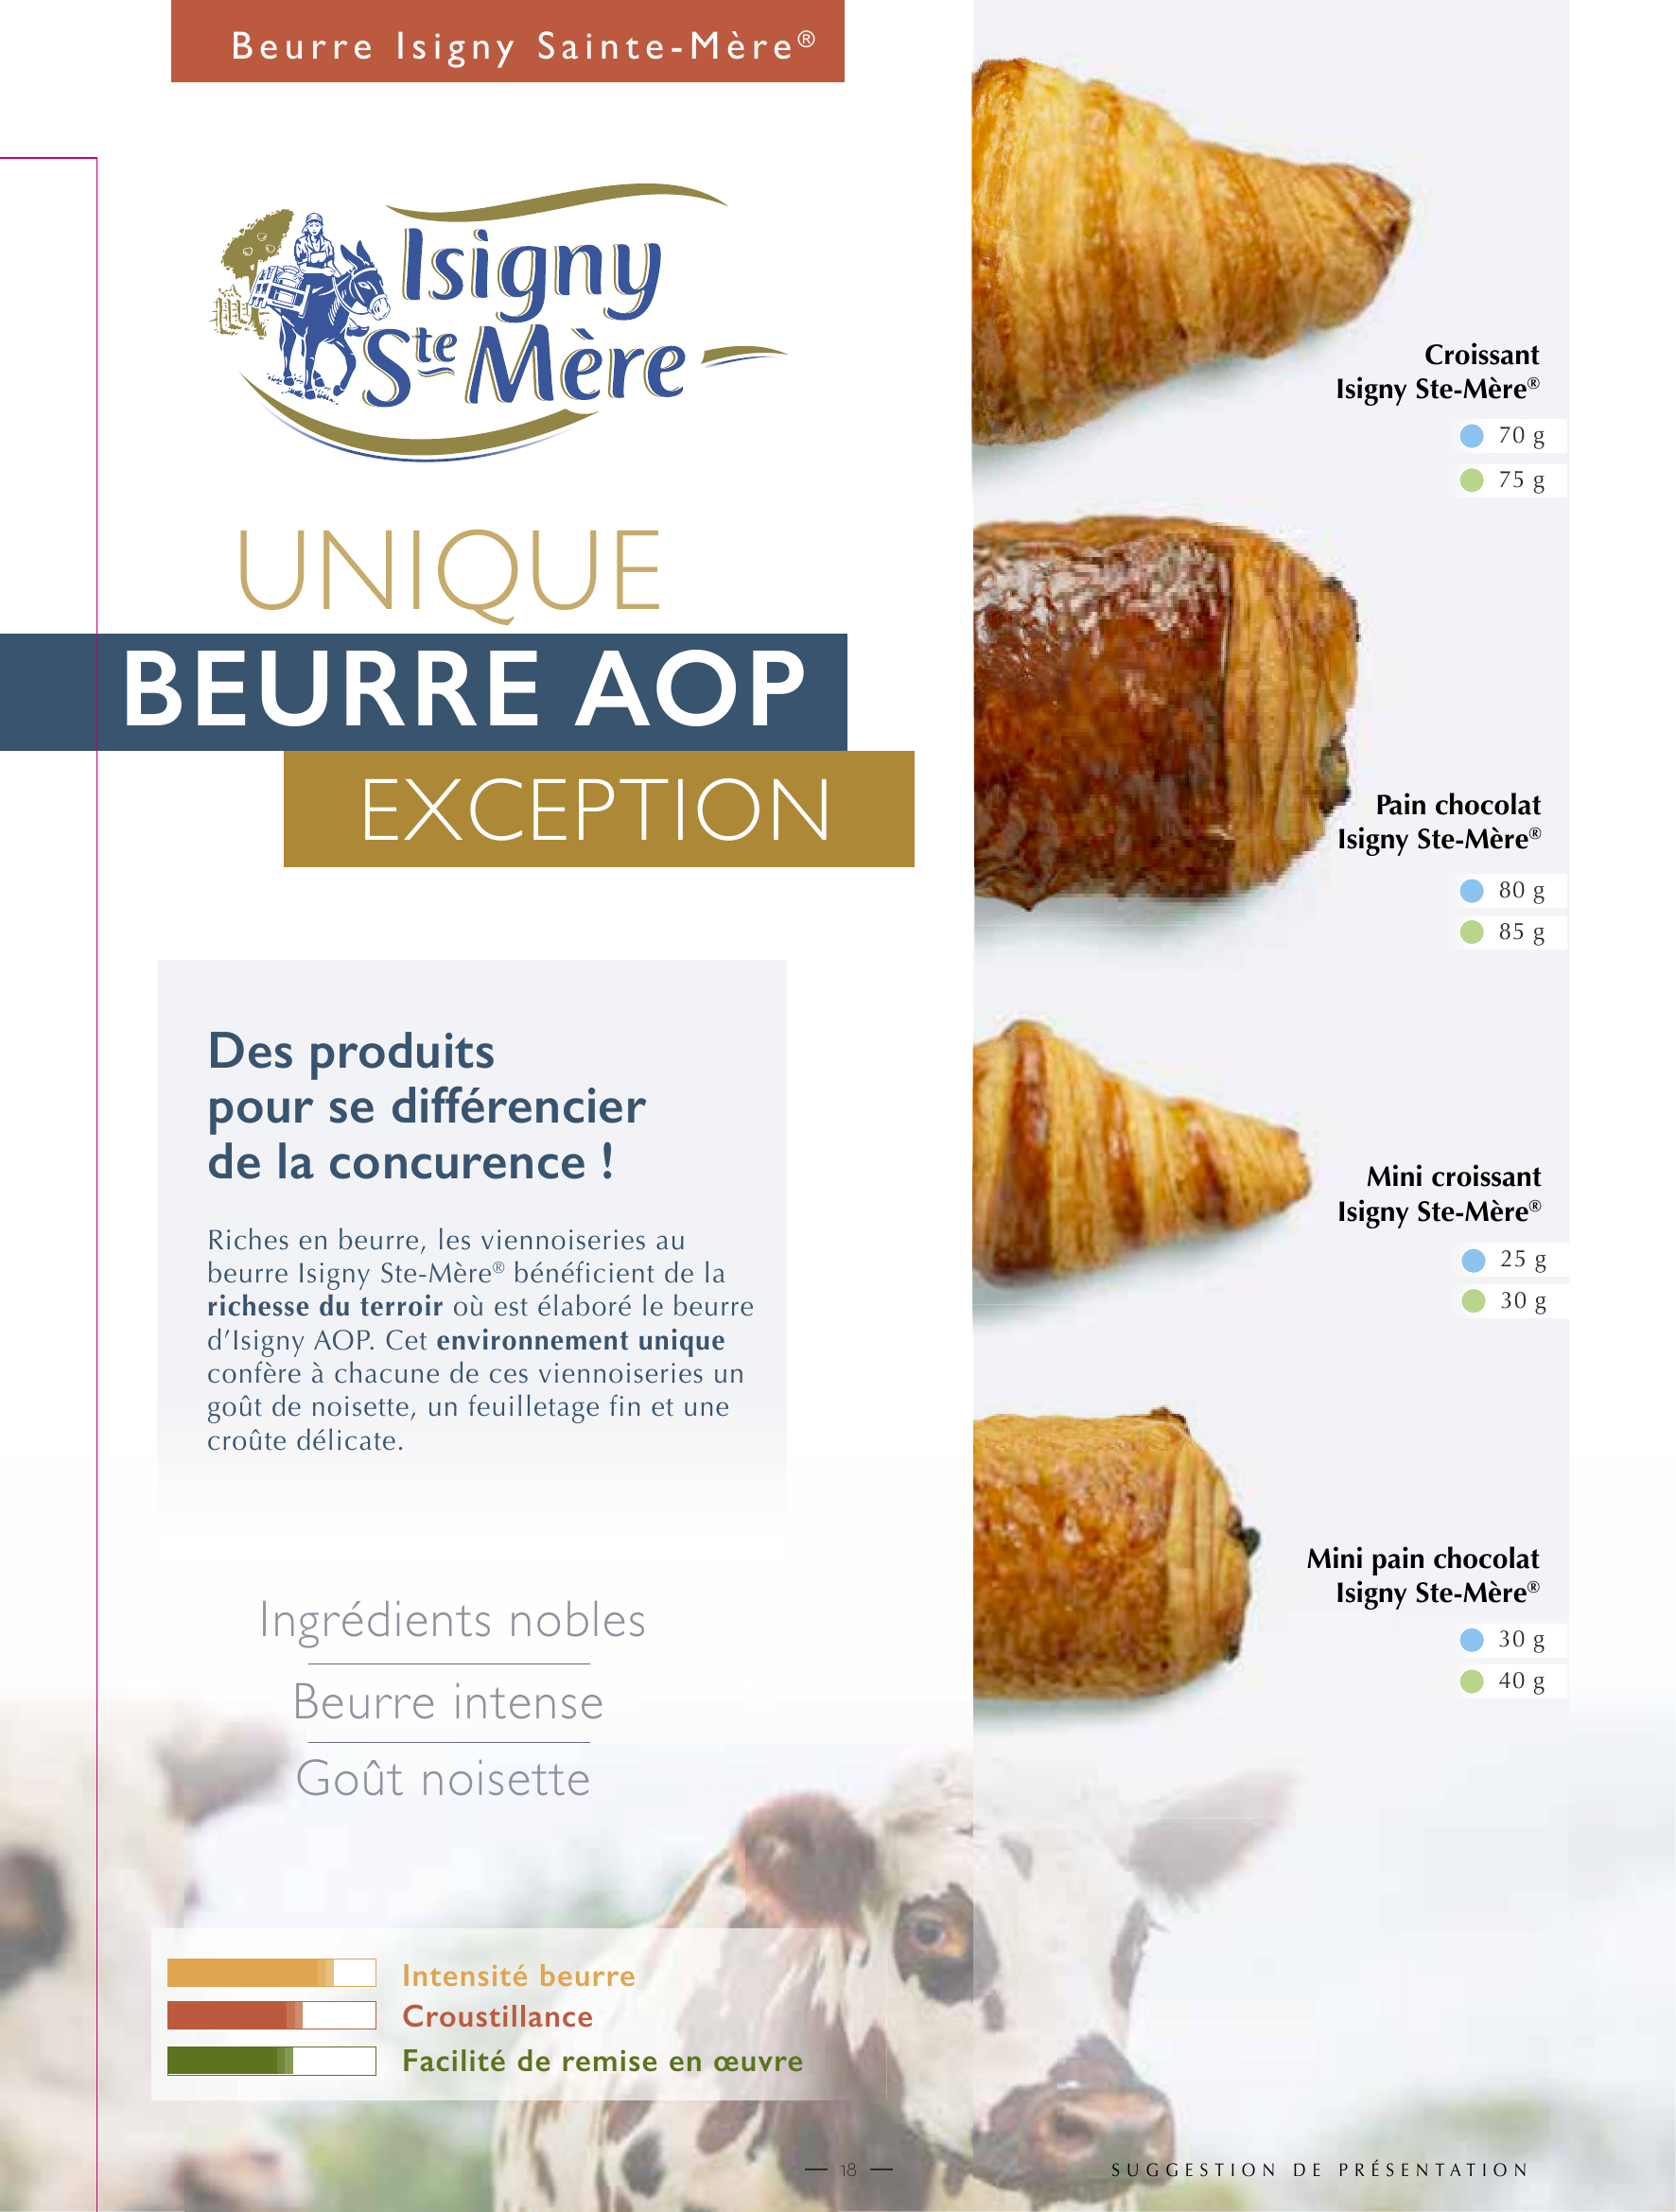 Beurre Isigny Sainte-Mère®
Isigny
Ste Mère
UNIQUE
BEURRE AOP
EXCEPTION
Des produits
pour se différencier
de la concurence !
Riches en beurre, les viennoiseries au
beurre Isigny Ste-Mère® bénéficient de la
richesse du terroir où est élaboré le beurre
d’Isigny AOP. Cet environnement unique
confère à chacune de ces viennoiseries un
goût de noisette, un feuilletage fin et une
croûte délicate.
Ingrédients nobles
Beurre intense
Goût noisette
Intensité beurre
Croustillance
Facilité de remise en œuvre
Croissant
Isigny Ste-Mère®
70 g
75 g
Pain chocolat
Isigny Ste-Mère®
80 g
85 g
Mini croissant
Isigny Ste-Mère®
25 g
30 g
Mini pain chocolat
Isigny Ste-Mère®
30 g
40 g
— 18 —
SUGGESTION DE PRÉSENTATION